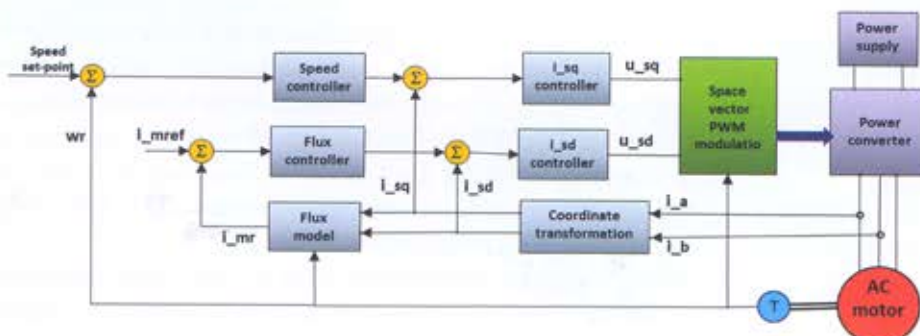 Power
supply
Speed
set-point
Σ
Speed
controller
Σ
i_sq
controller
u_sq
Space
vector
PWM
modulatio
Power
converter
wr
i_mref
Σ
Flux
controller
Σ
i_sd
controller
u_sd
i_sq
i_sd
i_mr
Flux
model
Coordinate
transformation
i_a
i_b
T
AC
motor